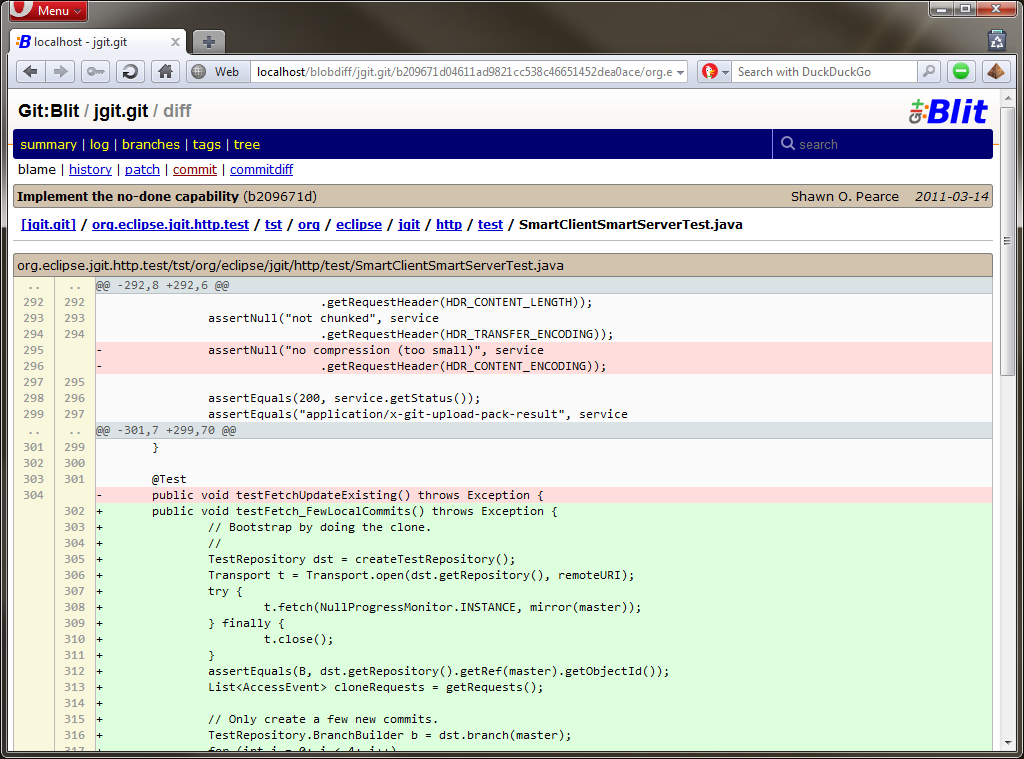 Menu
localhost - jgit.git
Web localhost/blobdiff/jgit.git/b209671d04611ad9821cc538c46651452dea0ace/org.e Search with DuckDuckGo
Git:Blit / jgit.git / diff
Blit
summary | log | branches | tags | tree search
blame | history | patch | commit | commitdiff
Implement the no-done capability (b209671d) Shawn O. Pearce 2011-03-14
[jgit.git] / org.eclipse.jgit.http.test / tst / org / eclipse / jgit / http / test / SmartClientSmartServerTest.java
org.eclipse.jgit.http.test/tst/org/eclipse/jgit/http/test/SmartClientSmartServerTest.java
.. .. @@ -292,8 +292,6 @@
292 292 .getRequestHeader(HDR_CONTENT_LENGTH));
293 293 assertNull("not chunked", service
294 294 .getRequestHeader(HDR_TRANSFER_ENCODING));
295 - assertNull("no compression (too small)", service
296 - .getRequestHeader(HDR_CONTENT_ENCODING));
297 295
298 296 assertEquals(200, service.getStatus());
299 297 assertEquals("application/x-git-upload-pack-result", service
.. .. @@ -301,7 +299,70 @@
301 299 }
302 300
303 301 @Test
304 - public void testFetchUpdateExisting() throws Exception {
302 + public void testFetch_FewLocalCommits() throws Exception {
303 + // Bootstrap by doing the clone.
304 + //
305 + TestRepository dst = createTestRepository();
306 + Transport t = Transport.open(dst.getRepository(), remoteURI);
307 + try {
308 + t.fetch(NullProgressMonitor.INSTANCE, mirror(master));
309 + } finally {
310 + t.close();
311 + }
312 + assertEquals(B, dst.getRepository().getRef(master).getObjectId());
313 + List<AccessEvent> cloneRequests = getRequests();
314 +
315 + // Only create a few new commits.
316 + TestRepository.BranchBuilder b = dst.branch(master);
317 + for (int i = 0; i < 4; i++)